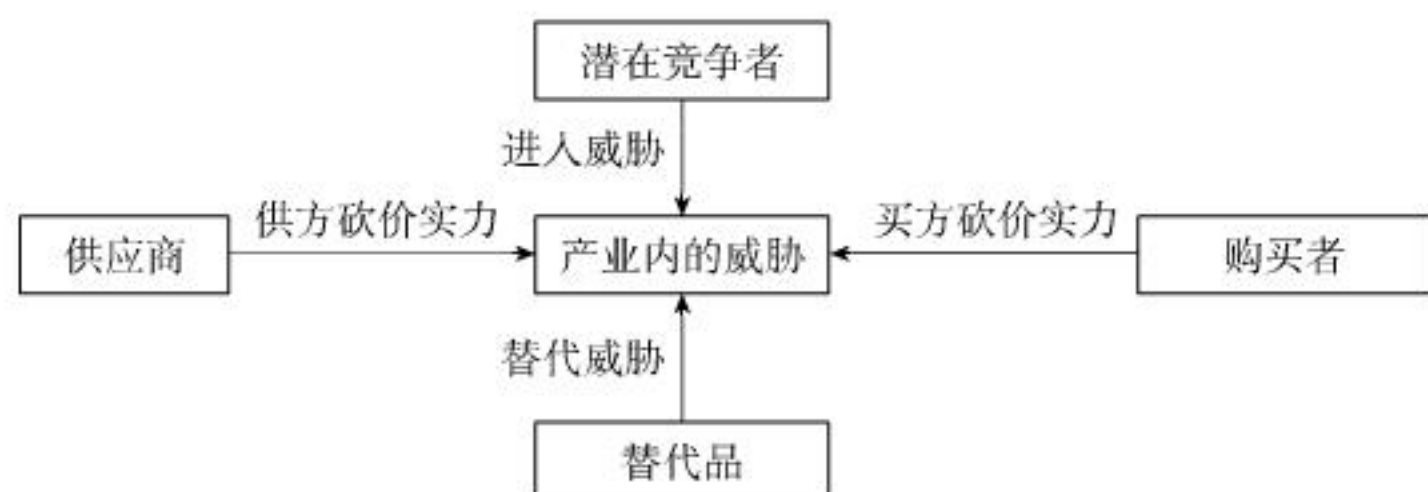 潜在竞争者
进入威胁
供应商
供方砍价实力
产业内的威胁
买方砍价实力
购买者
替代威胁
替代品